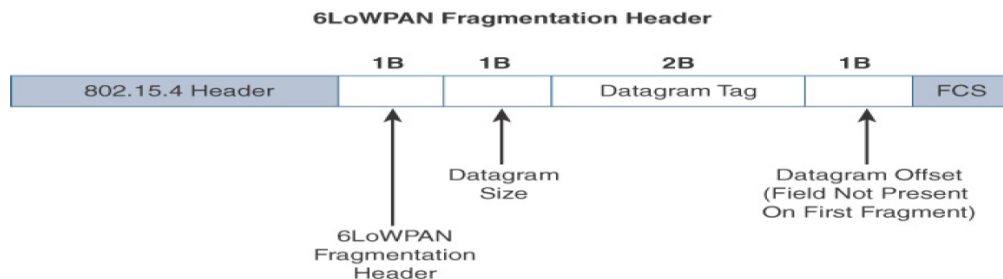 6LoWPAN Fragmentation Header
1B 1B 2B 1B
802.15.4 Header Datagram Tag FCS
Datagram
Size
Datagram Offset
(Field Not Present
On First Fragment)
6LoWPAN
Fragmentation
Header